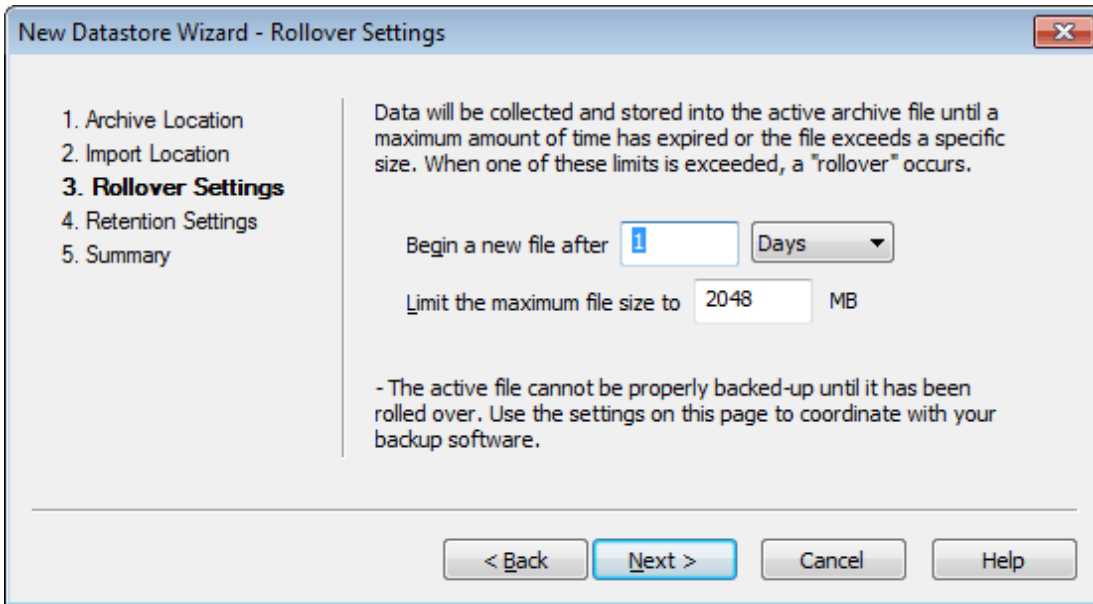 New Datastore Wizard - Rollover Settings
1. Archive Location
2. Import Location
3. Rollover Settings
4. Retention Settings
5. Summary
Data will be collected and stored into the active archive file until a
maximum amount of time has expired or the file exceeds a specific
size. When one of these limits is exceeded, a "rollover" occurs.
Begin a new file after 1 Days
Limit the maximum file size to 2048 MB
- The active file cannot be properly backed-up until it has been
rolled over. Use the settings on this page to coordinate with your
backup software.
< Back Next > Cancel Help